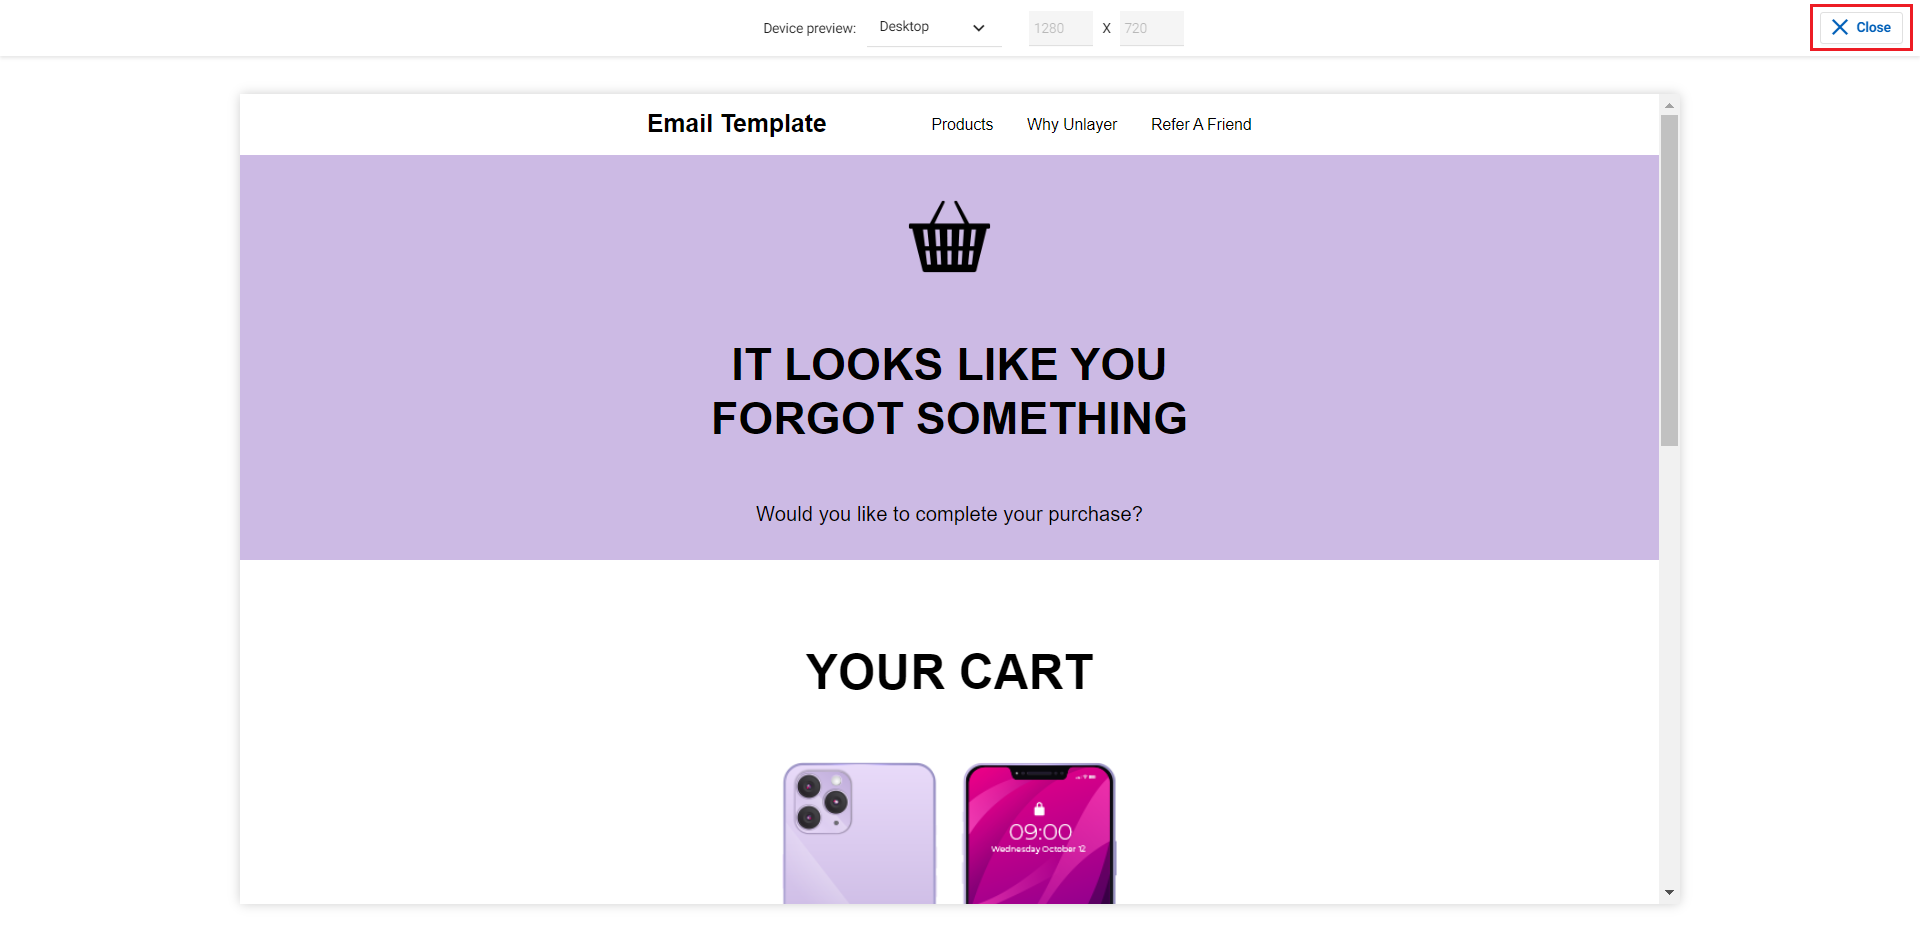 Device preview: Desktop 1280 X 720 Close
Email Template Products Why Unlayer Refer A Friend
IT LOOKS LIKE YOU
FORGOT SOMETHING
Would you like to complete your purchase?
YOUR CART
09:00
Wednesday October 12